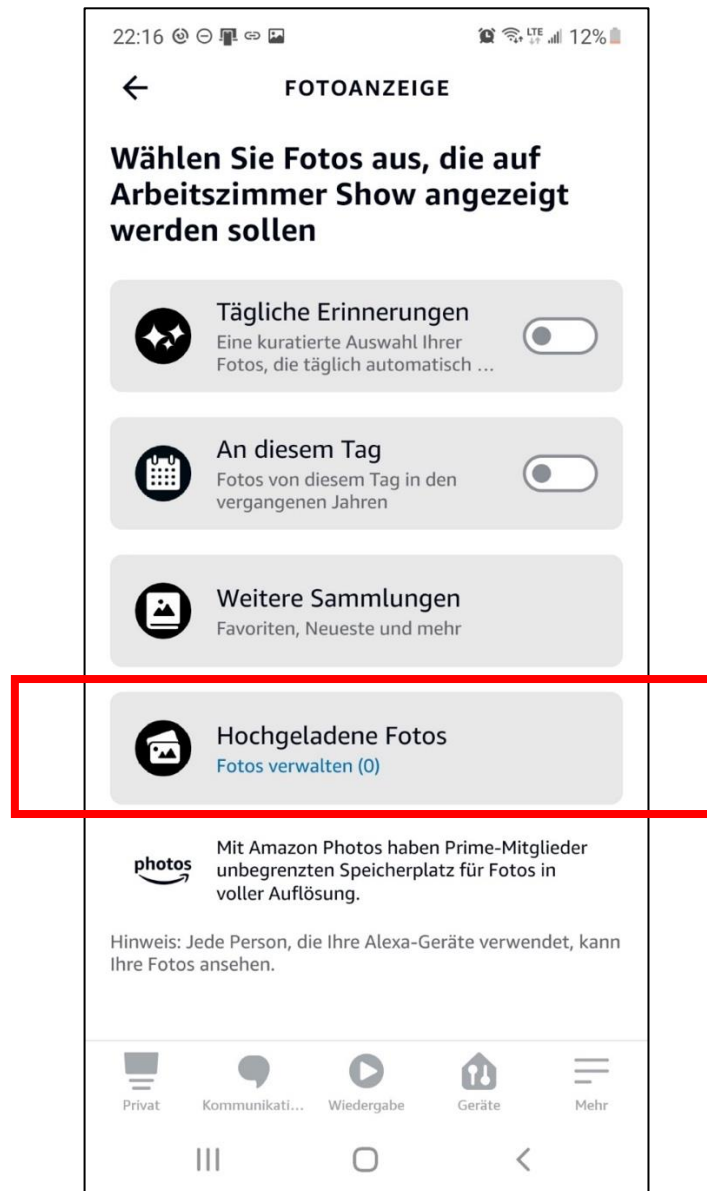 22:16
LTE
12%
FOTOANZEIGE
Wählen Sie Fotos aus, die auf
Arbeitszimmer Show angezeigt
werden sollen
Tägliche Erinnerungen
Eine kuratierte Auswahl Ihrer
Fotos, die täglich automatisch ...
An diesem Tag
Fotos von diesem Tag in den
vergangenen Jahren
Weitere Sammlungen
Favoriten, Neueste und mehr
Hochgeladene Fotos
Fotos verwalten (0)
photos
Mit Amazon Photos haben Prime-Mitglieder
unbegrenzten Speicherplatz für Fotos in
voller Auflösung.
Hinweis: Jede Person, die Ihre Alexa-Geräte verwendet, kann
Ihre Fotos ansehen.
Privat
Kommunikati...
Wiedergabe
Geräte
Mehr